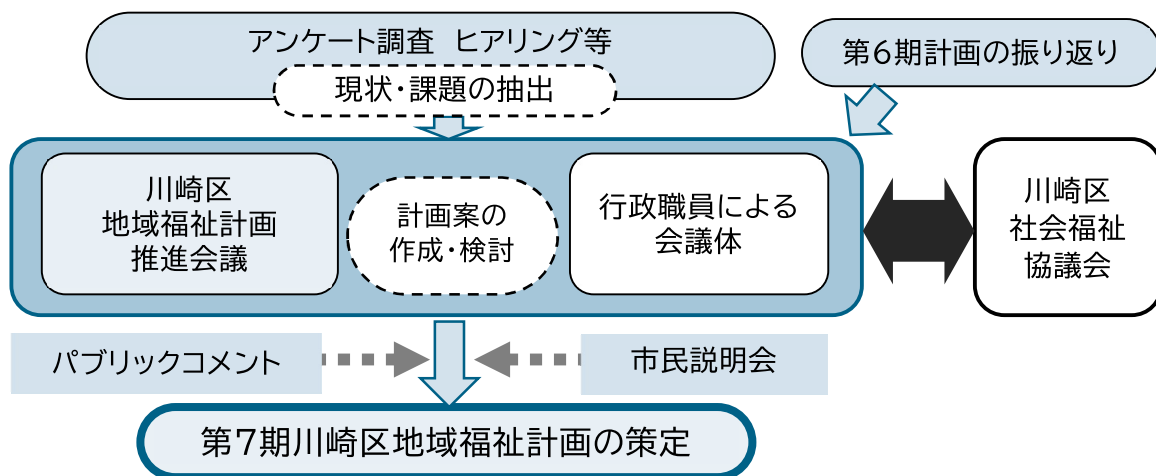 アンケート調査　ヒアリング等
現状・課題の抽出
第6期計画の振り返り
川崎区
地域福祉計画
推進会議
計画案の
作成・検討
行政職員による
会議体
川崎区
社会福祉
協議会
パブリックコメント
市民説明会
第7期川崎区地域福祉計画の策定